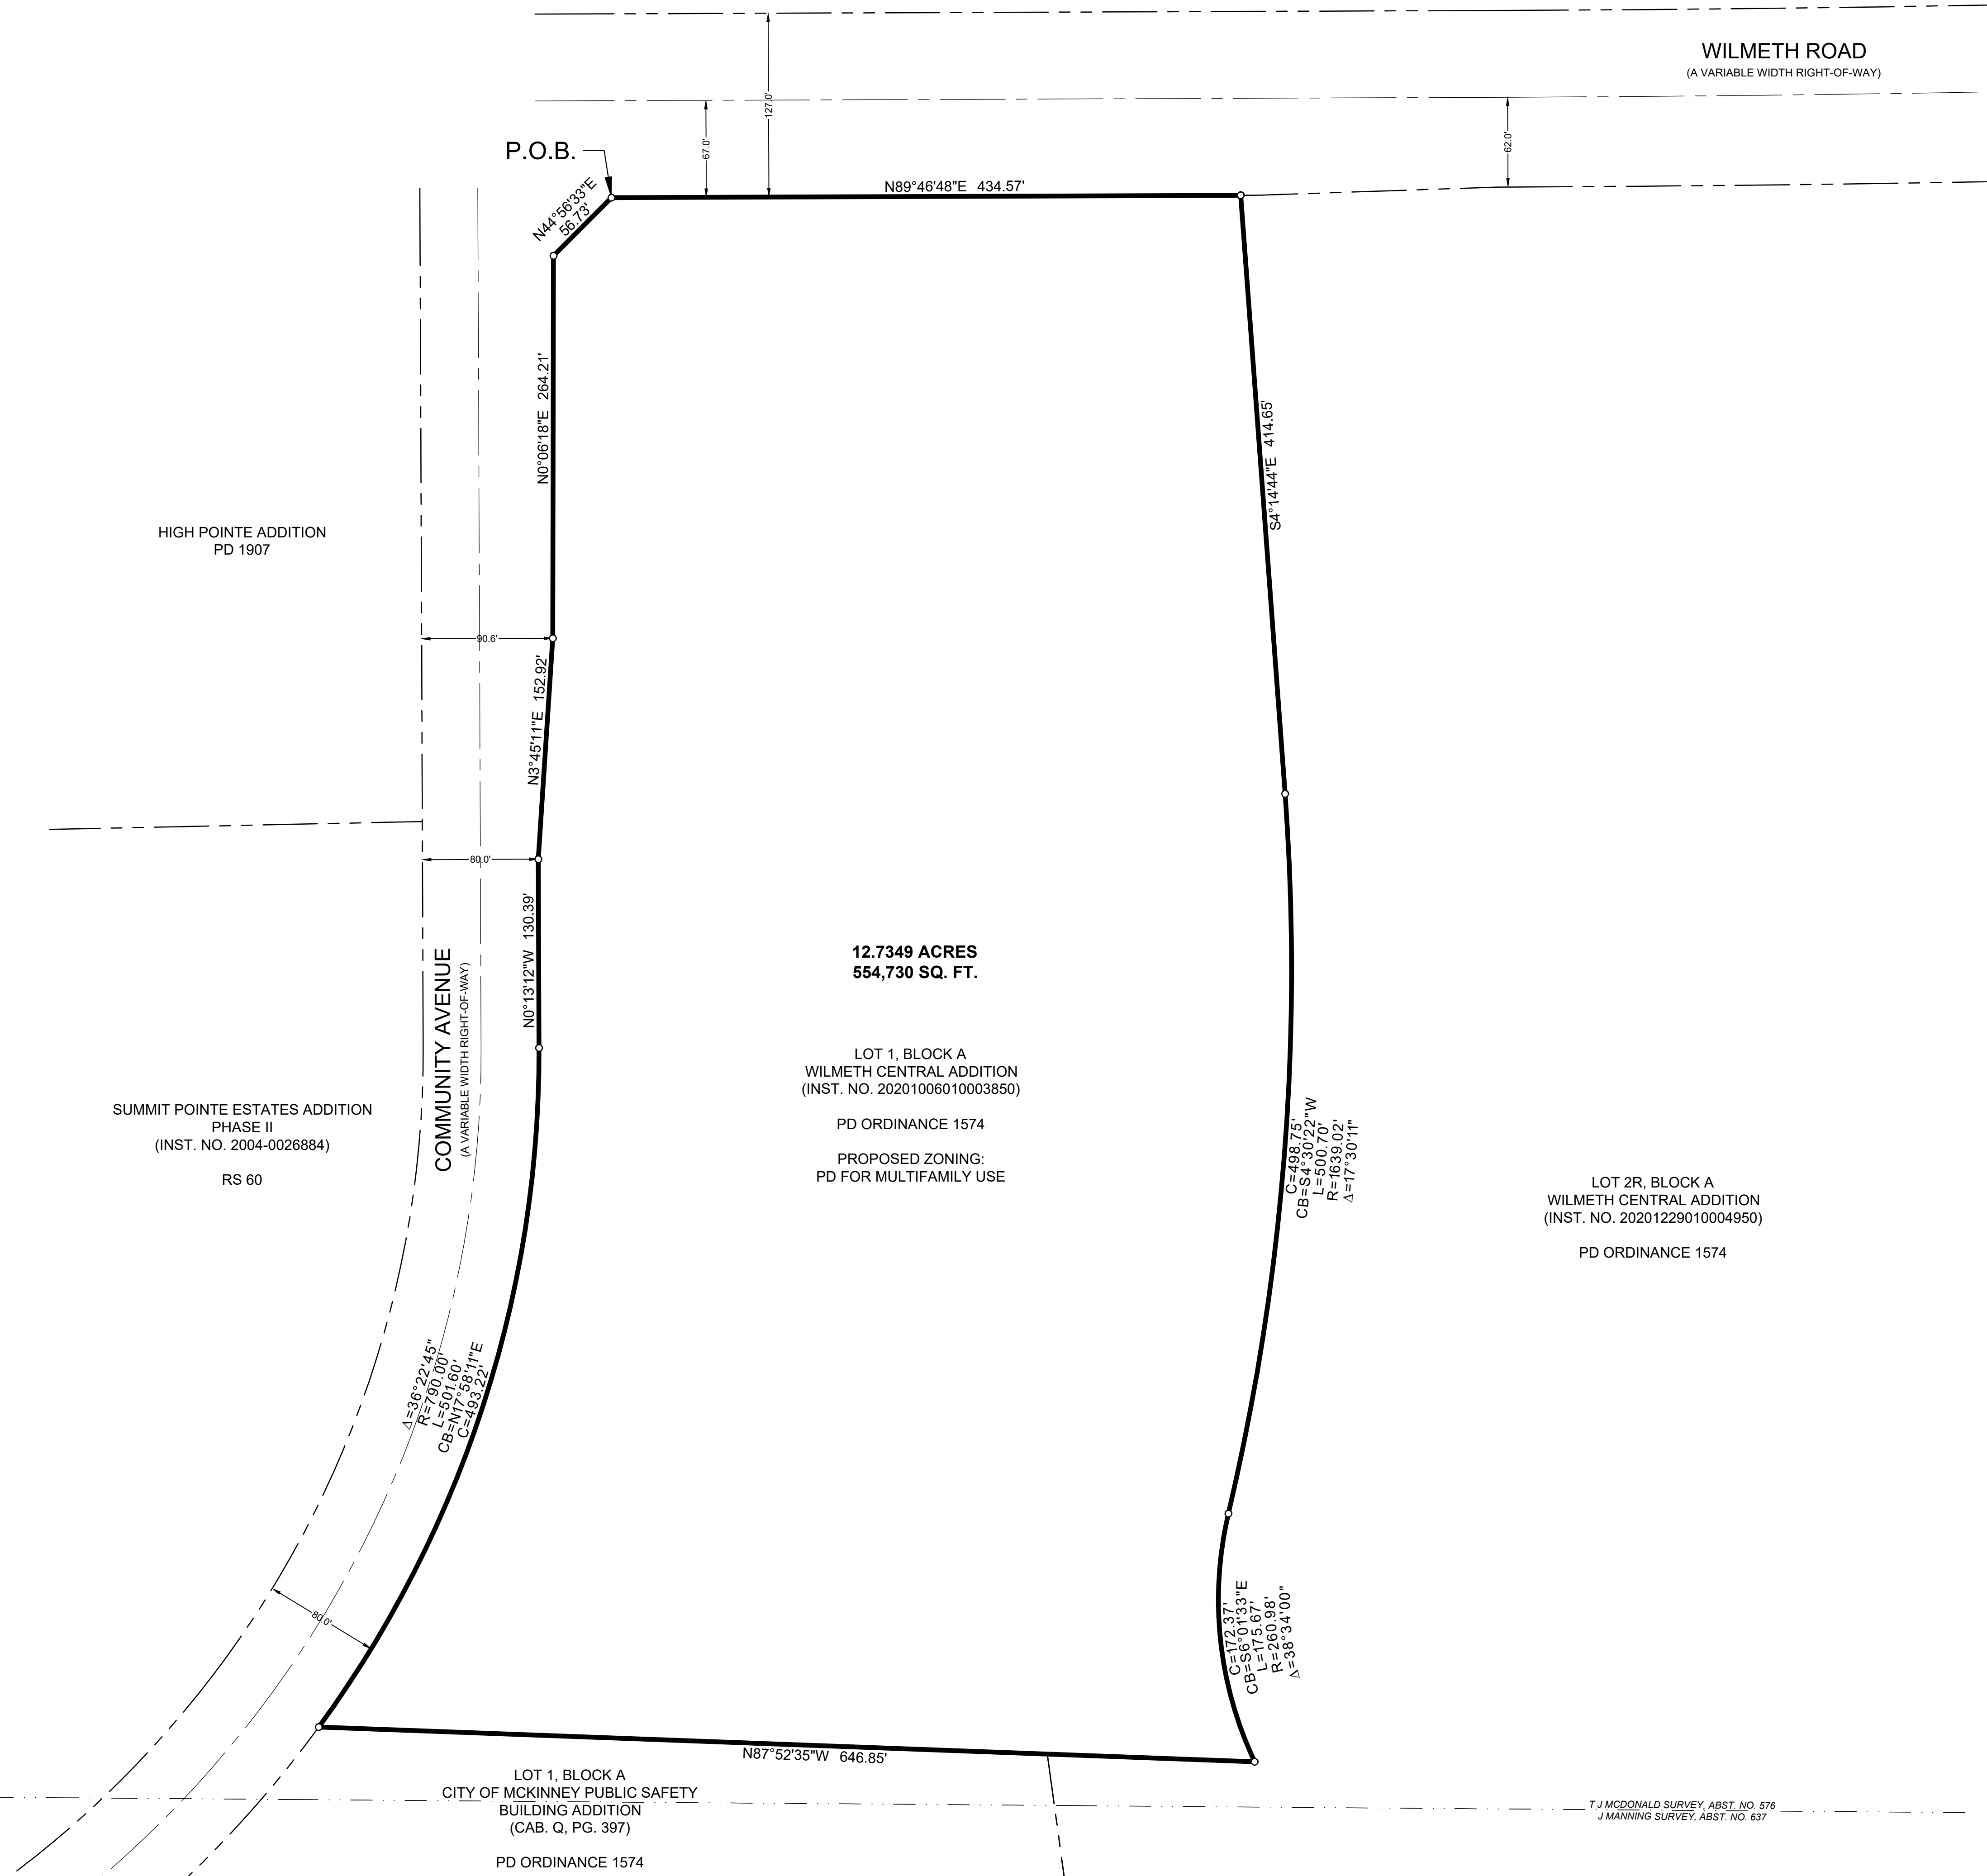 WILMETH ROAD
(A VARIABLE WIDTH RIGHT-OF-WAY)
127.0'
67.0'
62.0'
P.O.B.
N89°46'48"E 434.57'
N44°56'33"E
56.73'
N0°06'18"E 264.21'
S4°14'44"E 414.65'
HIGH POINTE ADDITION
PD 1907
90.6'
N3°45'11"E 152.92'
80.0'
N0°13'12"W 130.39'
COMMUNITY AVENUE
(A VARIABLE WIDTH RIGHT-OF-WAY)
12.7349 ACRES
554,730 SQ. FT.
LOT 1, BLOCK A
WILMETH CENTRAL ADDITION
(INST. NO. 20201006010003850)
PD ORDINANCE 1574
PROPOSED ZONING:
PD FOR MULTIFAMILY USE
SUMMIT POINTE ESTATES ADDITION
PHASE II
(INST. NO. 2004-0026884)
RS 60
C=498.75'
CB=S4°30'22"W
L=500.70'
R=1639.02'
Δ=17°30'11"
LOT 2R, BLOCK A
WILMETH CENTRAL ADDITION
(INST. NO. 20201229010004950)
PD ORDINANCE 1574
Δ=36°22'45"
R=790.00'
L=501.60'
CB=N17°58'11"E
C=493.22'
80.0'
C=172.37'
CB=S6°01'33"E
L=175.67'
R=260.98'
Δ=38°34'00"
N87°52'35"W 646.85'
LOT 1, BLOCK A
CITY OF MCKINNEY PUBLIC SAFETY
BUILDING ADDITION
(CAB. Q, PG. 397)
PD ORDINANCE 1574
T J MCDONALD SURVEY, ABST. NO. 576
J MANNING SURVEY, ABST. NO. 637